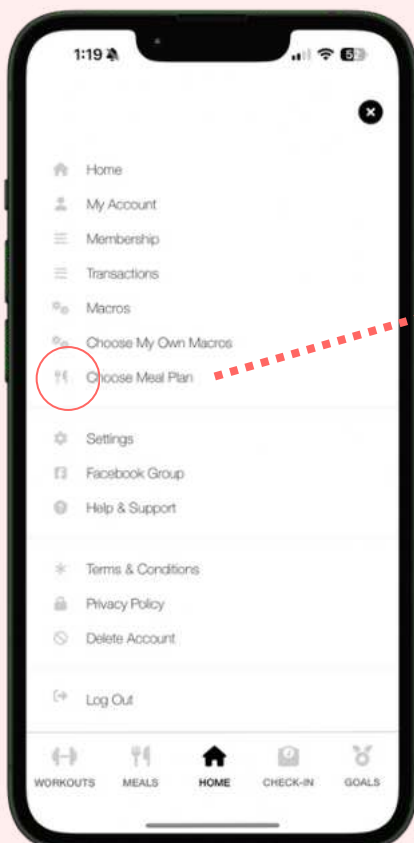 1:19
Home
My Account
Membership
Transactions
Macros
Choose My Own Macros
Choose Meal Plan
Settings
Facebook Group
Help & Support
Terms & Conditions
Privacy Policy
Delete Account
Log Out
WORKOUTS MEALS HOME CHECK-IN GOALS